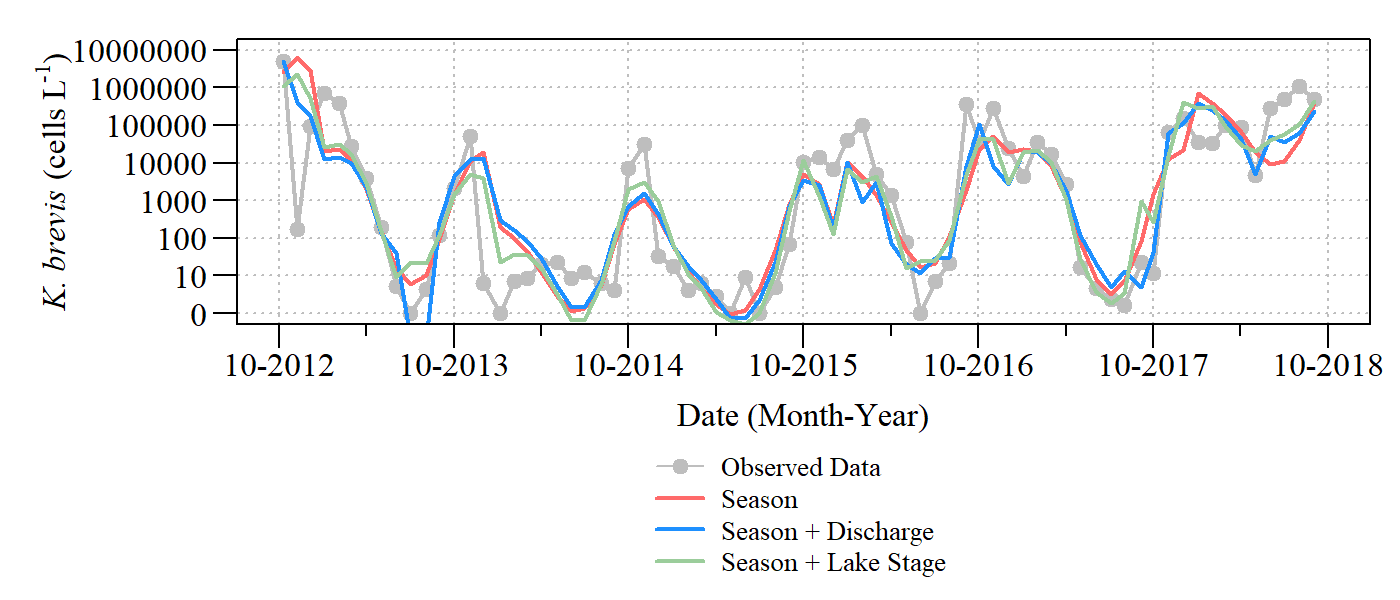 K. brevis (cells L-1)
10000000
1000000
100000
10000
1000
100
10
0
10-2012 10-2013 10-2014 10-2015 10-2016 10-2017 10-2018
Date (Month-Year)
Observed Data
Season
Season + Discharge
Season + Lake Stage